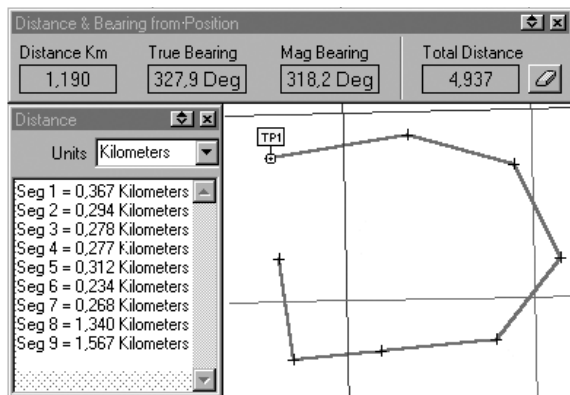 Distance & Bearing from Position
Distance Km True Bearing Mag Bearing Total Distance
1,190 327,9 Deg 318,2 Deg 4,937
Distance
Units Kilometers
Seg 1 = 0,367 Kilometers
Seg 2 = 0,294 Kilometers
Seg 3 = 0,278 Kilometers
Seg 4 = 0,277 Kilometers
Seg 5 = 0,312 Kilometers
Seg 6 = 0,234 Kilometers
Seg 7 = 0,268 Kilometers
Seg 8 = 1,340 Kilometers
Seg 9 = 1,567 Kilometers
TP1